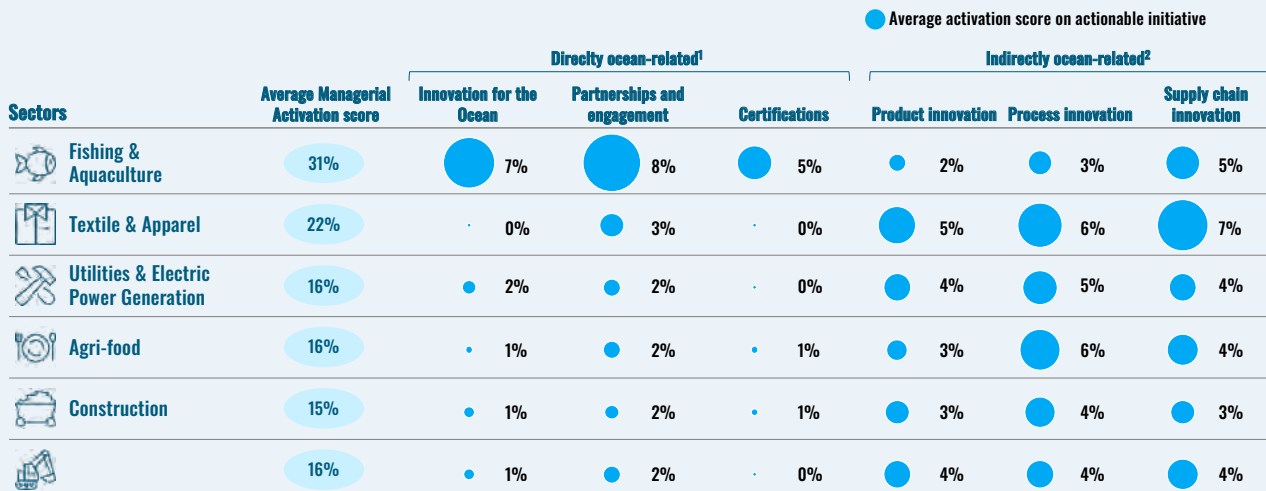 Average activation score on actionable initiative
Direclty ocean-related¹
Indirectly ocean-related²
Sectors
Average Managerial
Activation score
Innovation for the
Ocean
Partnerships and
engagement
Certifications
Product innovation
Process innovation
Supply chain
innovation
Fishing &
Aquaculture
31%
7%
8%
5%
2%
3%
5%
Textile & Apparel
22%
0%
3%
0%
5%
6%
7%
Utilities & Electric
Power Generation
16%
2%
2%
0%
4%
5%
4%
Agri-food
16%
1%
2%
1%
3%
6%
4%
Construction
15%
1%
2%
1%
3%
4%
3%
16%
1%
2%
0%
4%
4%
4%